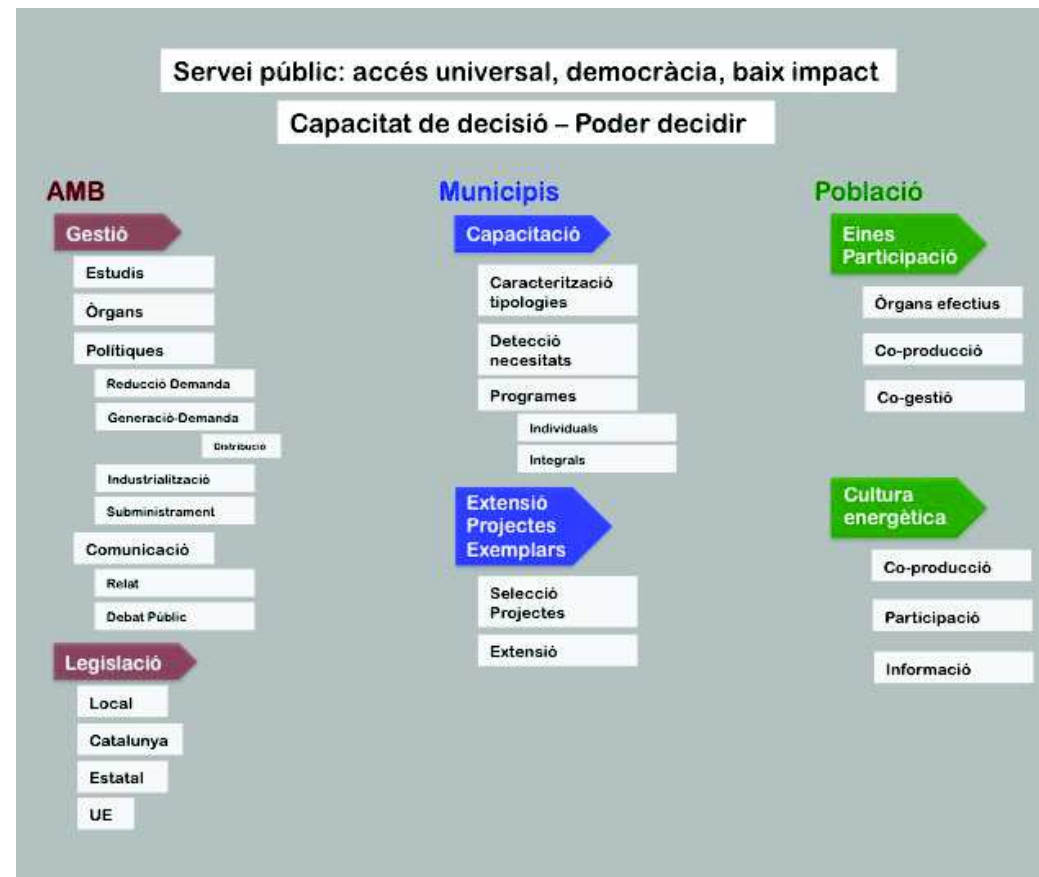 Servei públic: accés universal, democràcia, baix impact
Capacitat de decisió – Poder decidir
AMB
Gestió
Estudis
Òrgans
Polítiques
Reducció Demanda
Generació-Demanda
Distribució
Industrialització
Subministrament
Comunicació
Relat
Debat Públic
Legislació
Local
Catalunya
Estatal
UE
Municipis
Capacitació
Caracterització
tipologies
Detecció
necesitats
Programes
Individuals
Integrals
Extensió
Projectes
Exemplars
Selecció
Projectes
Extensió
Població
Eines
Participació
Òrgans efectius
Co-producció
Co-gestió
Cultura
energètica
Co-producció
Participació
Informació